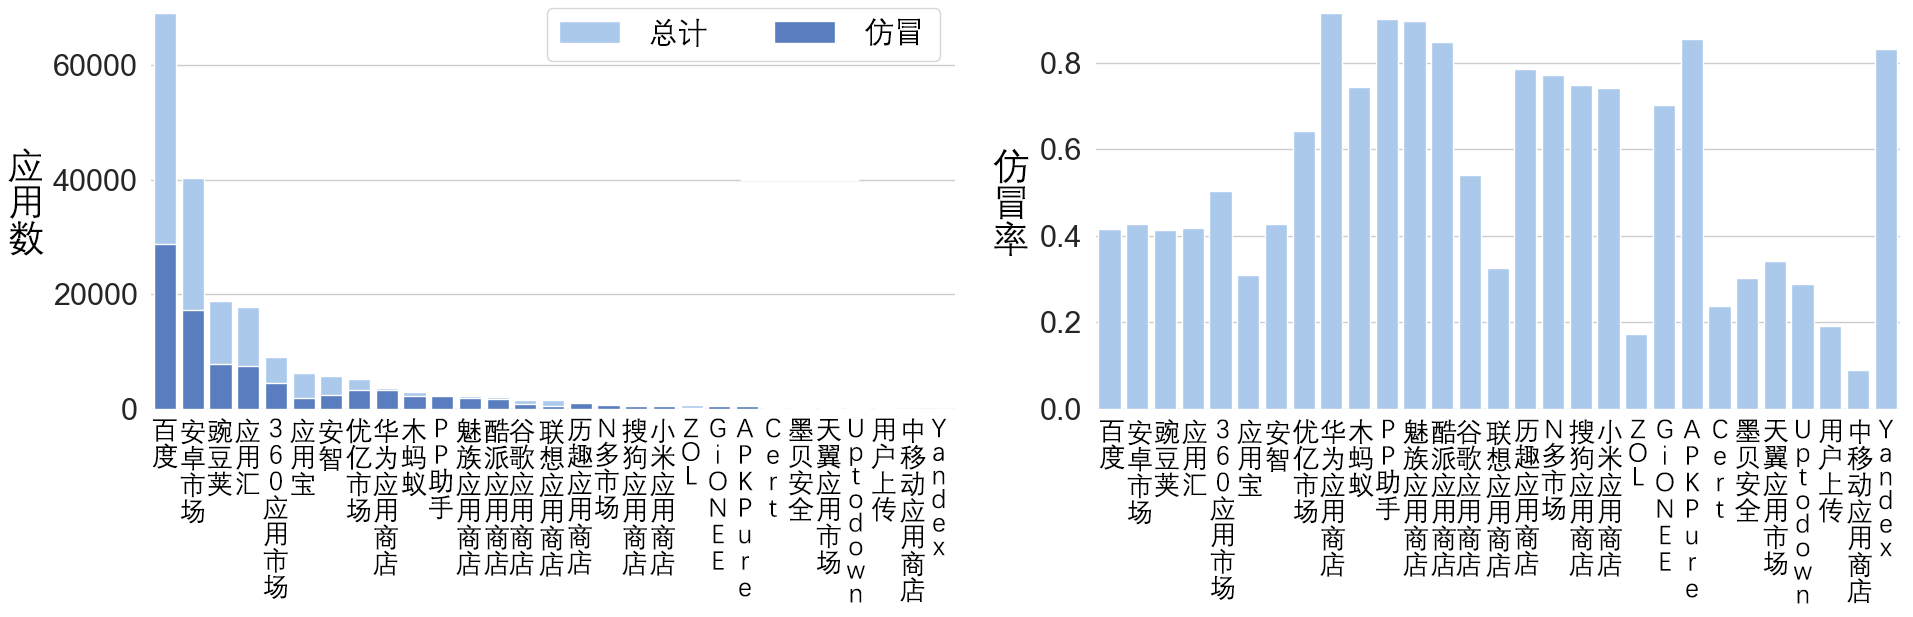 总计
仿冒
60000
40000
20000
0
应用数
百度
安卓市场
豌豆荚
应用汇
360应用市场
应用宝
安智
优亿市场
华为应用商店
木蚂蚁
PP助手
魅族应用商店
酷派应用商店
谷歌应用商店
联想应用商店
历趣应用商店
N多市场
搜狗应用商店
小米应用商店
ZOL
GiONEE
APKPure
Cert
墨贝安全
天翼应用市场
Uptodown
用户上传
中移动应用商店
Yandex
0.8
0.6
0.4
0.2
0.0
仿冒率
百度
安卓市场
豌豆荚
应用汇
360应用市场
应用宝
安智
优亿市场
华为应用商店
木蚂蚁
PP助手
魅族应用商店
酷派应用商店
谷歌应用商店
联想应用商店
历趣应用商店
N多市场
搜狗应用商店
小米应用商店
ZOL
GiONEE
APKPure
Cert
墨贝安全
天翼应用市场
Uptodown
用户上传
中移动应用商店
Yandex